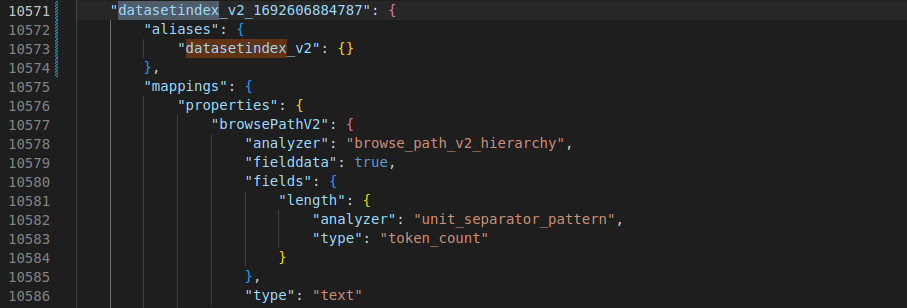 10571 "datasetindex_v2_1692606884787": {
10572 "aliases": {
10573 "datasetindex_v2": {}
10574 },
10575 "mappings": {
10576 "properties": {
10577 "browsePathV2": {
10578 "analyzer": "browse_path_v2_hierarchy",
10579 "fielddata": true,
10580 "fields": {
10581 "length": {
10582 "analyzer": "unit_separator_pattern",
10583 "type": "token_count"
10584 }
10585 },
10586 "type": "text"